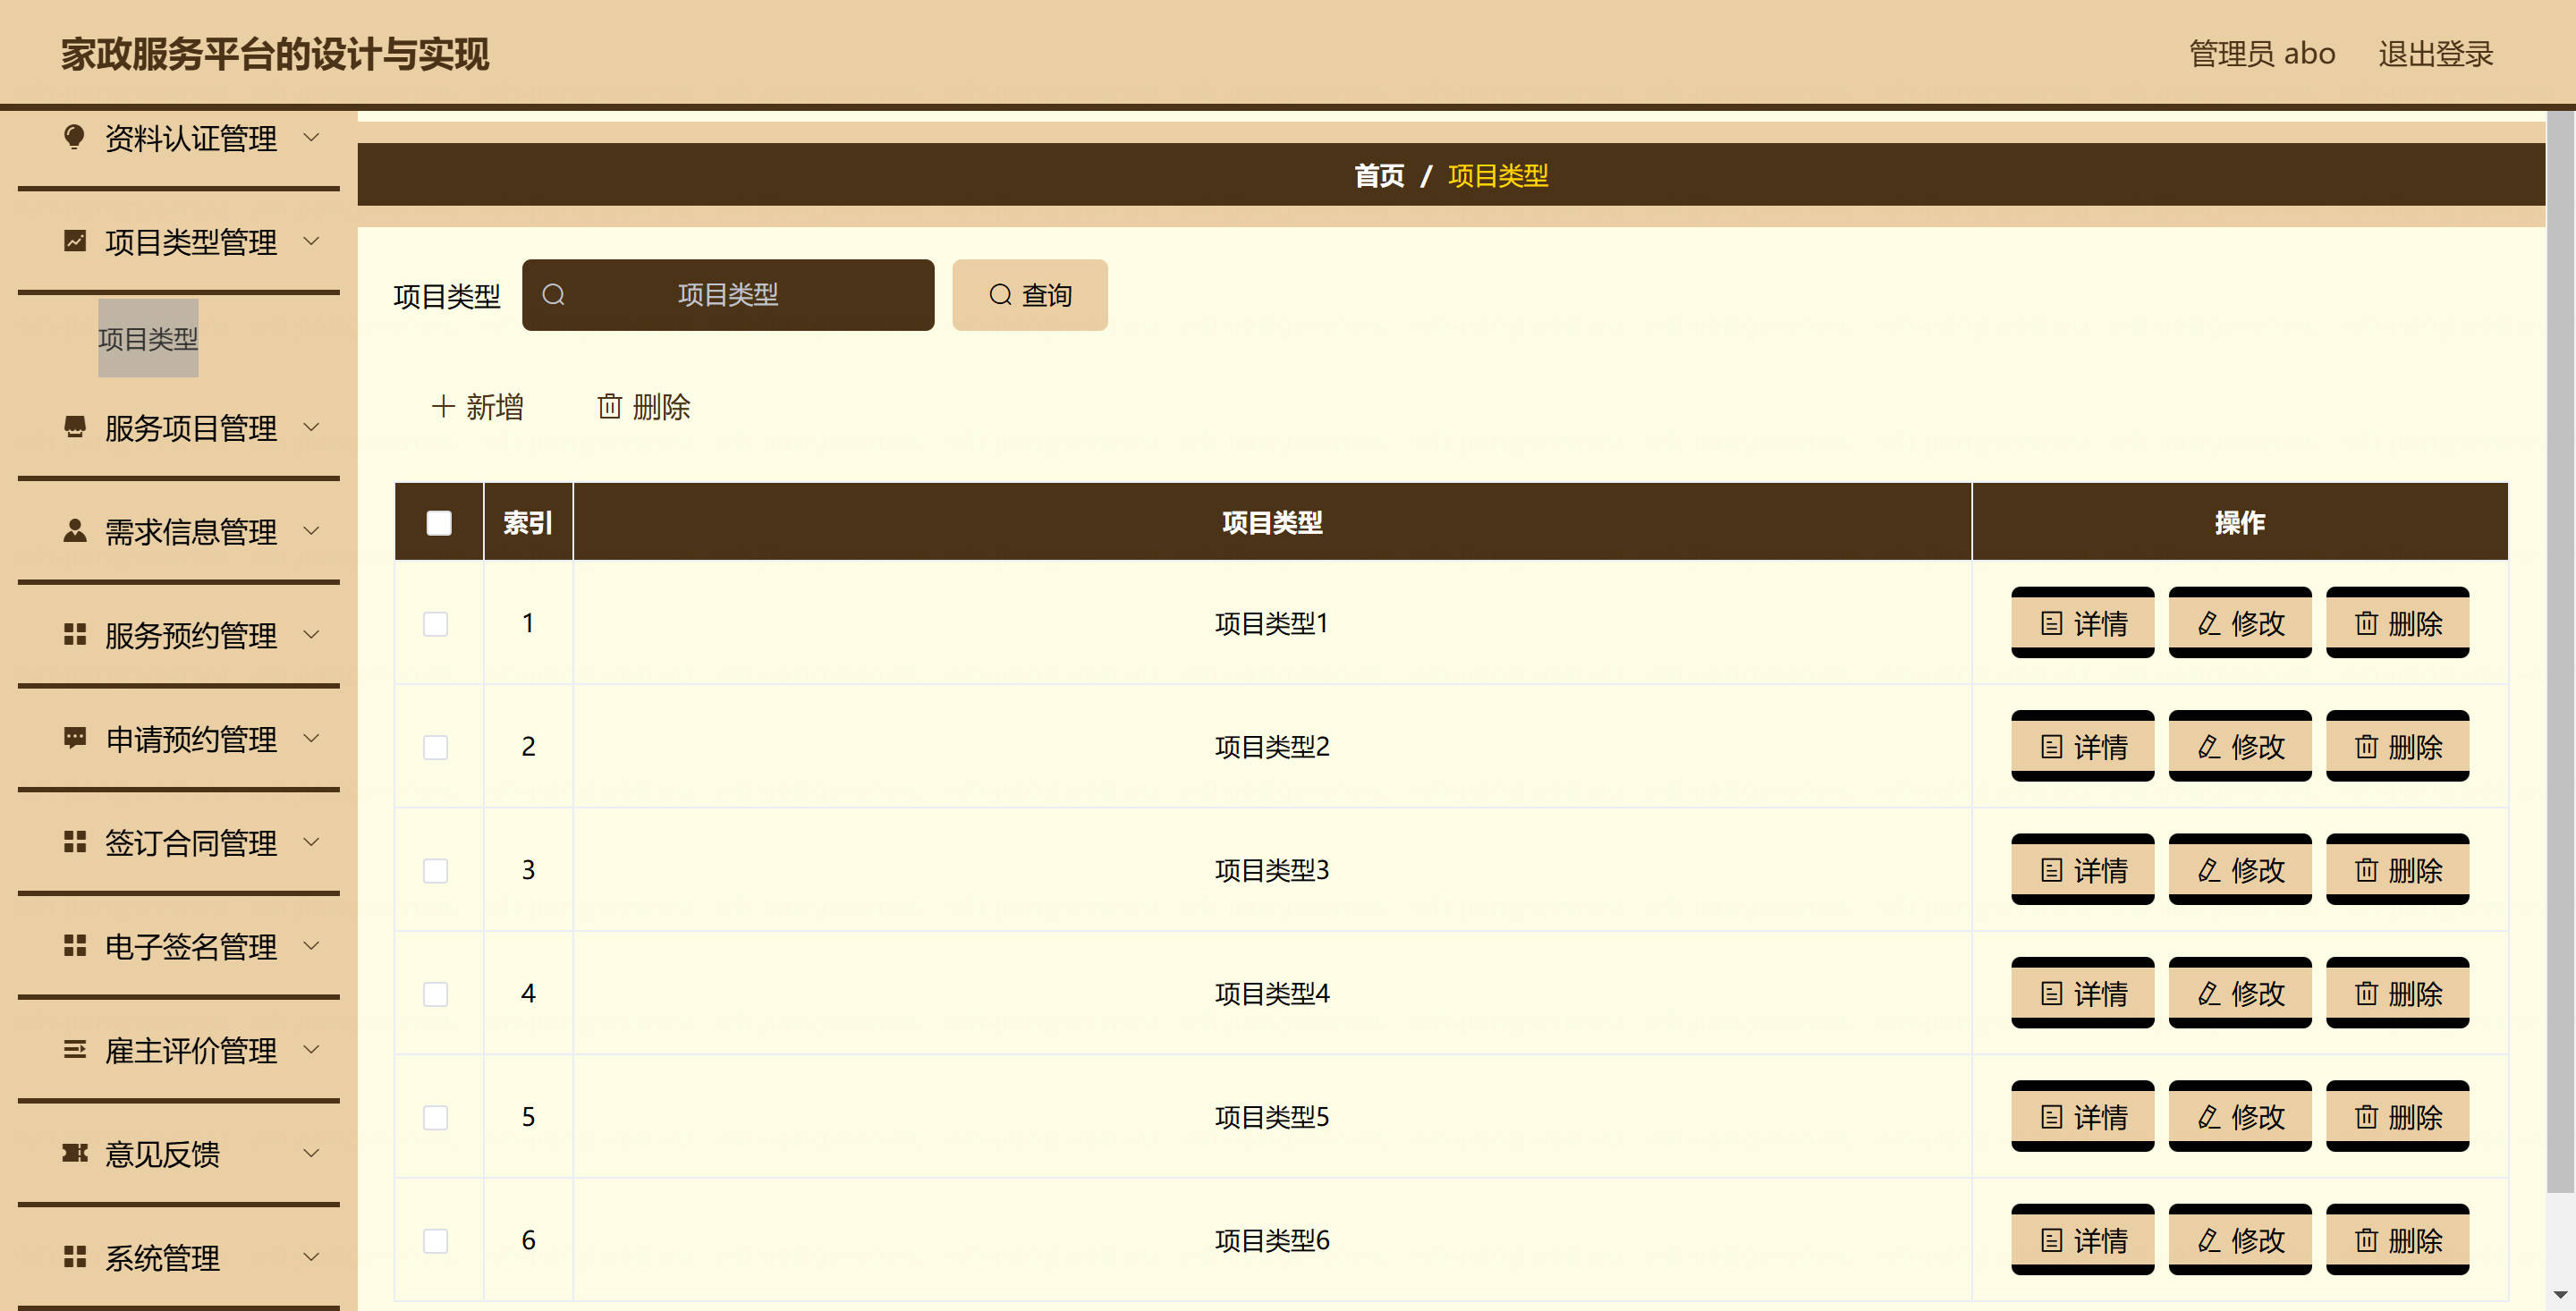 家政服务平台的设计与实现
管理员 abo 退出登录
资料认证管理
项目类型管理
项目类型
服务项目管理
需求信息管理
服务预约管理
申请预约管理
签订合同管理
电子签名管理
雇主评价管理
意见反馈
系统管理
首页 / 项目类型
项目类型 项目类型 查询
新增 删除
索引 项目类型 操作
1 项目类型1 详情 修改 删除
2 项目类型2 详情 修改 删除
3 项目类型3 详情 修改 删除
4 项目类型4 详情 修改 删除
5 项目类型5 详情 修改 删除
6 项目类型6 详情 修改 删除